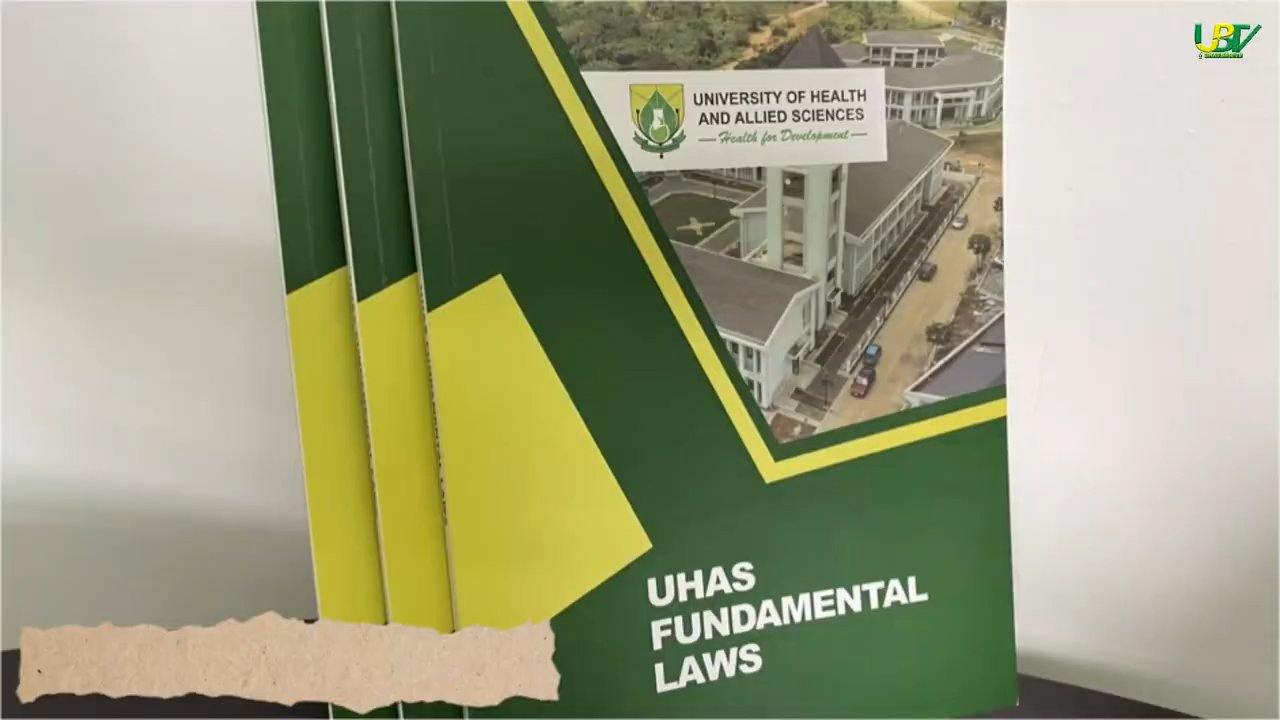 UBTV
UNIVERSITY OF HEALTH
AND ALLIED SCIENCES
Health for Development
UHAS
FUNDAMENTAL
LAWS